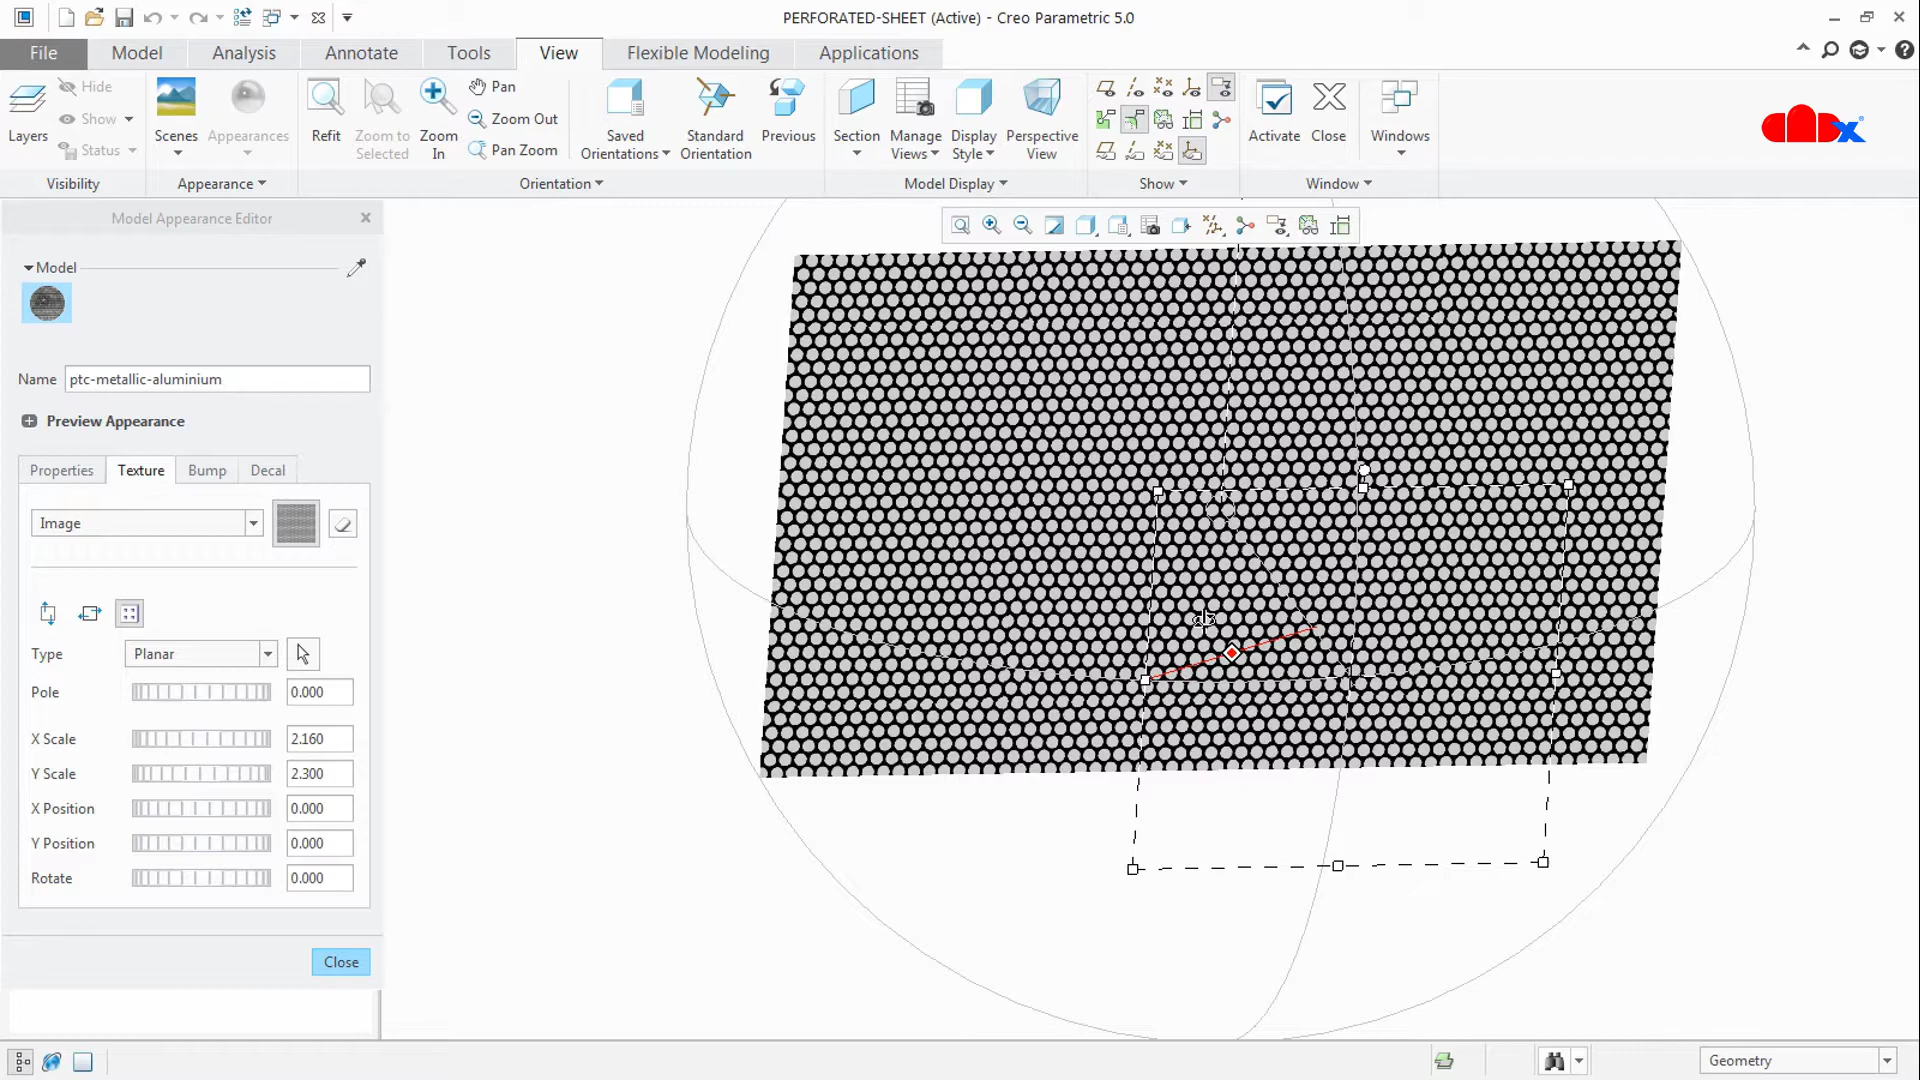 PERFORATED-SHEET (Active) - Creo Parametric 5.0
File Model Analysis Annotate Tools View Flexible Modeling Applications
Layers
Hide
Show
Status
Visibility
Scenes
Appearances
Appearance
Refit
Zoom to
Selected
Zoom
In
Pan
Zoom Out
Pan Zoom
Saved
Orientations
Standard
Orientation
Previous
Orientation
Section
Manage
Views
Display
Style
Perspective
View
Model Display
Show
Activate
Close
Windows
Window
Model Appearance Editor
Model
Name ptc-metallic-aluminium
Preview Appearance
Properties Texture Bump Decal
Image
Type Planar
Pole 0.000
X Scale 2.160
Y Scale 2.300
X Position 0.000
Y Position 0.000
Rotate 0.000
Close
Geometry